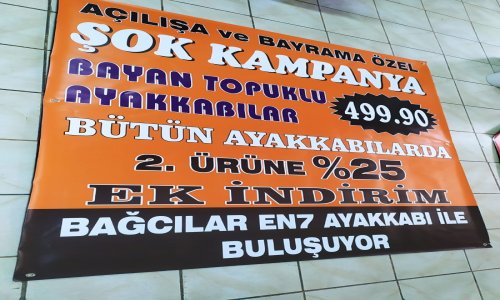 AÇILIŞA ve BAYRAMA ÖZEL
ŞOK KAMPANYA
BAYAN TOPUKLU
AYAKKABILAR
499.90
BÜTÜN AYAKKABILARDA
2. ÜRÜNE %25
EK İNDİRİM
BAĞCILAR EN7 AYAKKABI İLE
BULUŞUYOR